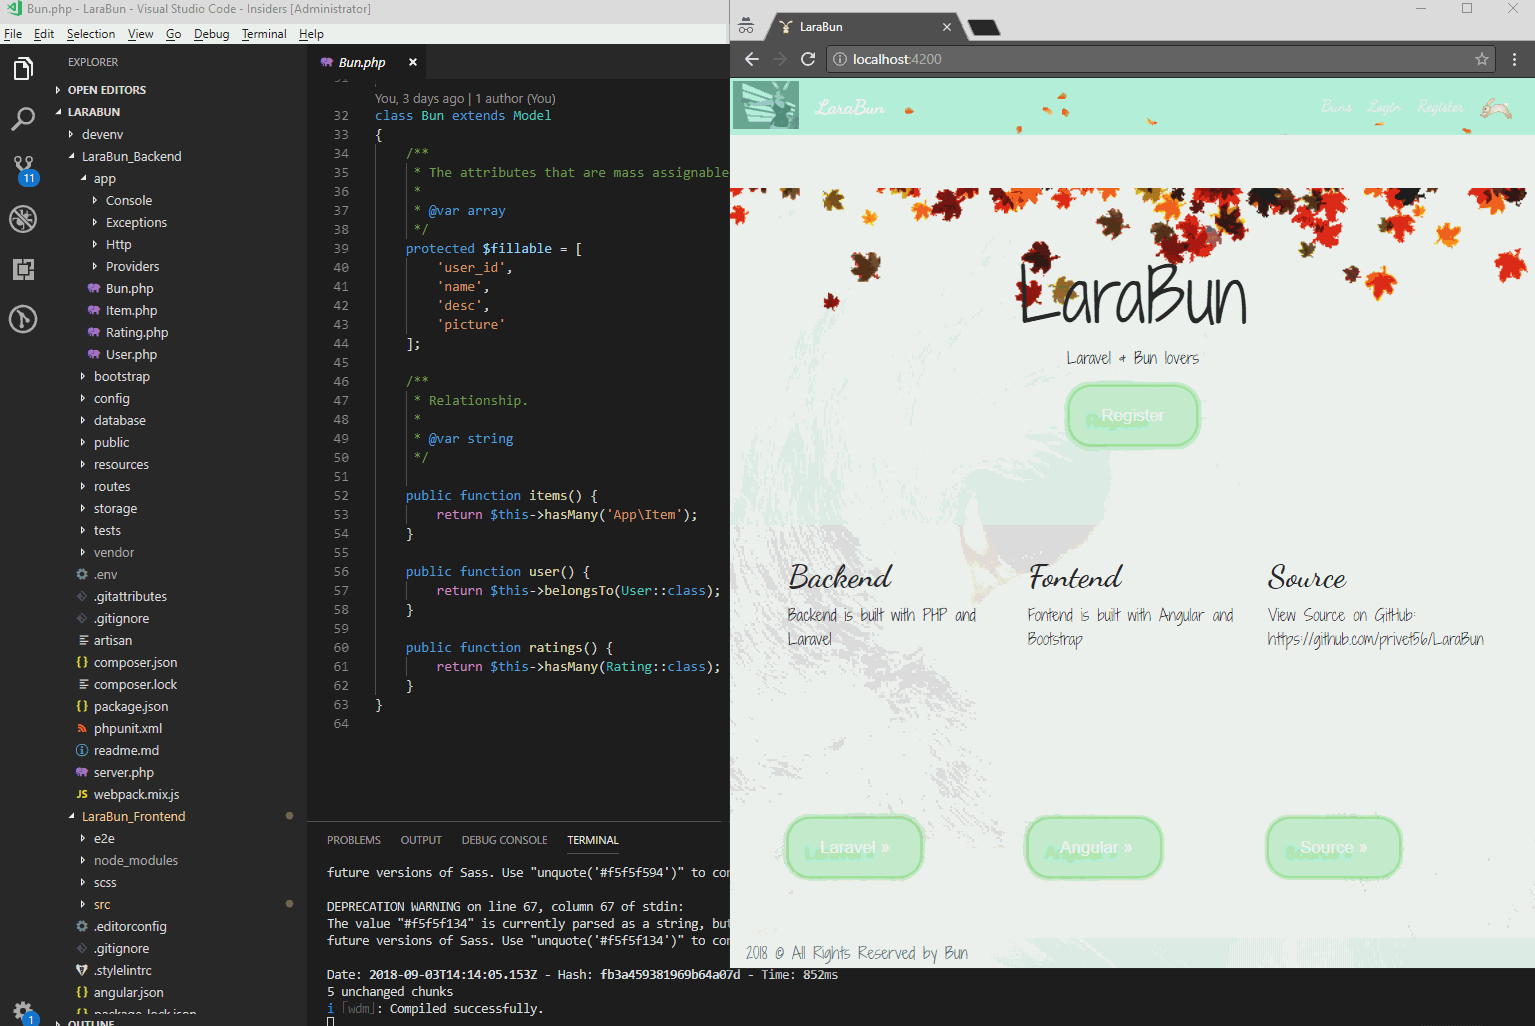 Bun.php - LaraBun - Visual Studio Code - Insiders [Administrator]
File Edit Selection View Go Debug Terminal Help
EXPLORER
OPEN EDITORS
LARABUN
devenv
LaraBun_Backend
app
Console
Exceptions
Http
Providers
Bun.php
Item.php
Rating.php
User.php
bootstrap
config
database
public
resources
routes
storage
tests
vendor
.env
.gitattributes
.gitignore
artisan
composer.json
composer.lock
package.json
phpunit.xml
readme.md
server.php
webpack.mix.js
LaraBun_Frontend
e2e
node_modules
scss
src
.editorconfig
.gitignore
.stylelintrc
angular.json
package-lock.json
OUTLINE
11
1
Bun.php
You, 3 days ago | 1 author (You)
32 class Bun extends Model
33 {
34 /**
35 * The attributes that are mass assignable
36 *
37 * @var array
38 */
39 protected $fillable = [
40 'user_id',
41 'name',
42 'desc',
43 'picture'
44 ];
45
46 /**
47 * Relationship.
48 *
49 * @var string
50 */
51
52 public function items() {
53 return $this->hasMany('App\Item');
54 }
55
56 public function user() {
57 return $this->belongsTo(User::class);
58 }
59
60 public function ratings() {
61 return $this->hasMany(Rating::class);
62 }
63 }
64
PROBLEMS OUTPUT DEBUG CONSOLE TERMINAL
future versions of Sass. Use "unquote('#f5f5f594')" to con
DEPRECATION WARNING on line 67, column 67 of stdin:
The value "#f5f5f134" is currently parsed as a string, but
future versions of Sass. Use "unquote('#f5f5f134')" to con
Date: 2018-09-03T14:14:05.153Z - Hash: fb3a459381969b64a07d - Time: 852ms
5 unchanged chunks
i ｢wdm｣: Compiled successfully.
LaraBun
localhost:4200
LaraBun Buns Login Register
LaraBun
Laravel & Bun lovers
Register
Backend
Backend is built with PHP and
Laravel
Fontend
Fontend is built with Angular and
Bootstrap
Source
View Source on GitHub:
https://github.com/privet56/LaraBun
Laravel »
Angular »
Source »
2018 © All Rights Reserved by Bun